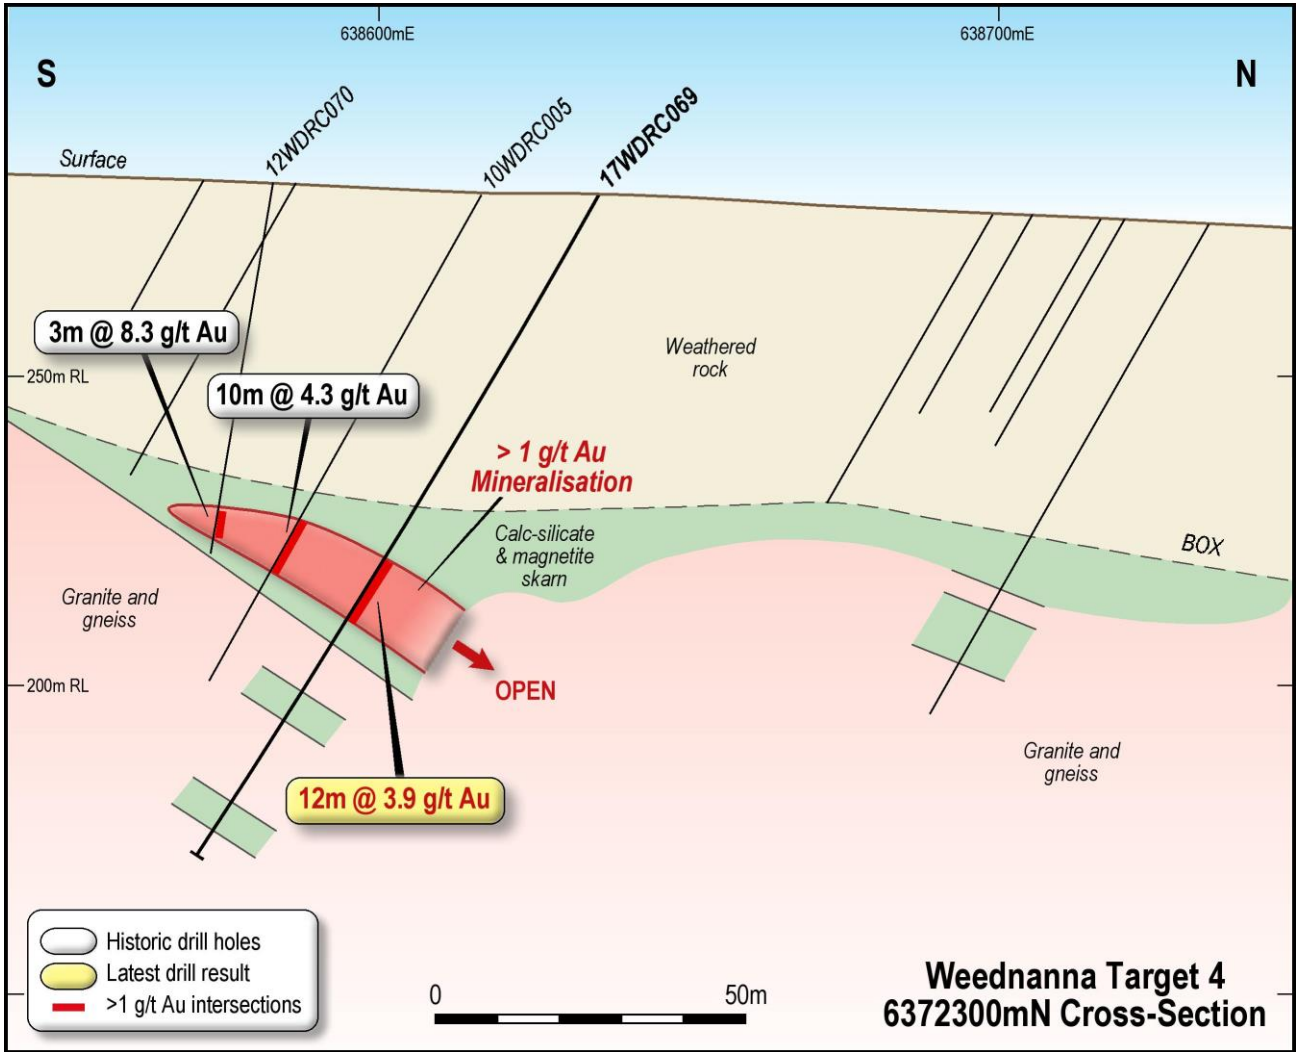 638600mE
638700mE
S
N
12WDRC070
10WDRC005
17WDRC069
Surface
3m @ 8.3 g/t Au
Weathered
rock
250m RL
10m @ 4.3 g/t Au
> 1 g/t Au
Mineralisation
Calc-silicate
& magnetite
skarn
BOX
Granite and
gneiss
200m RL
OPEN
Granite and
gneiss
12m @ 3.9 g/t Au
Historic drill holes
Latest drill result
>1 g/t Au intersections
0
50m
Weednanna Target 4
6372300mN Cross-Section